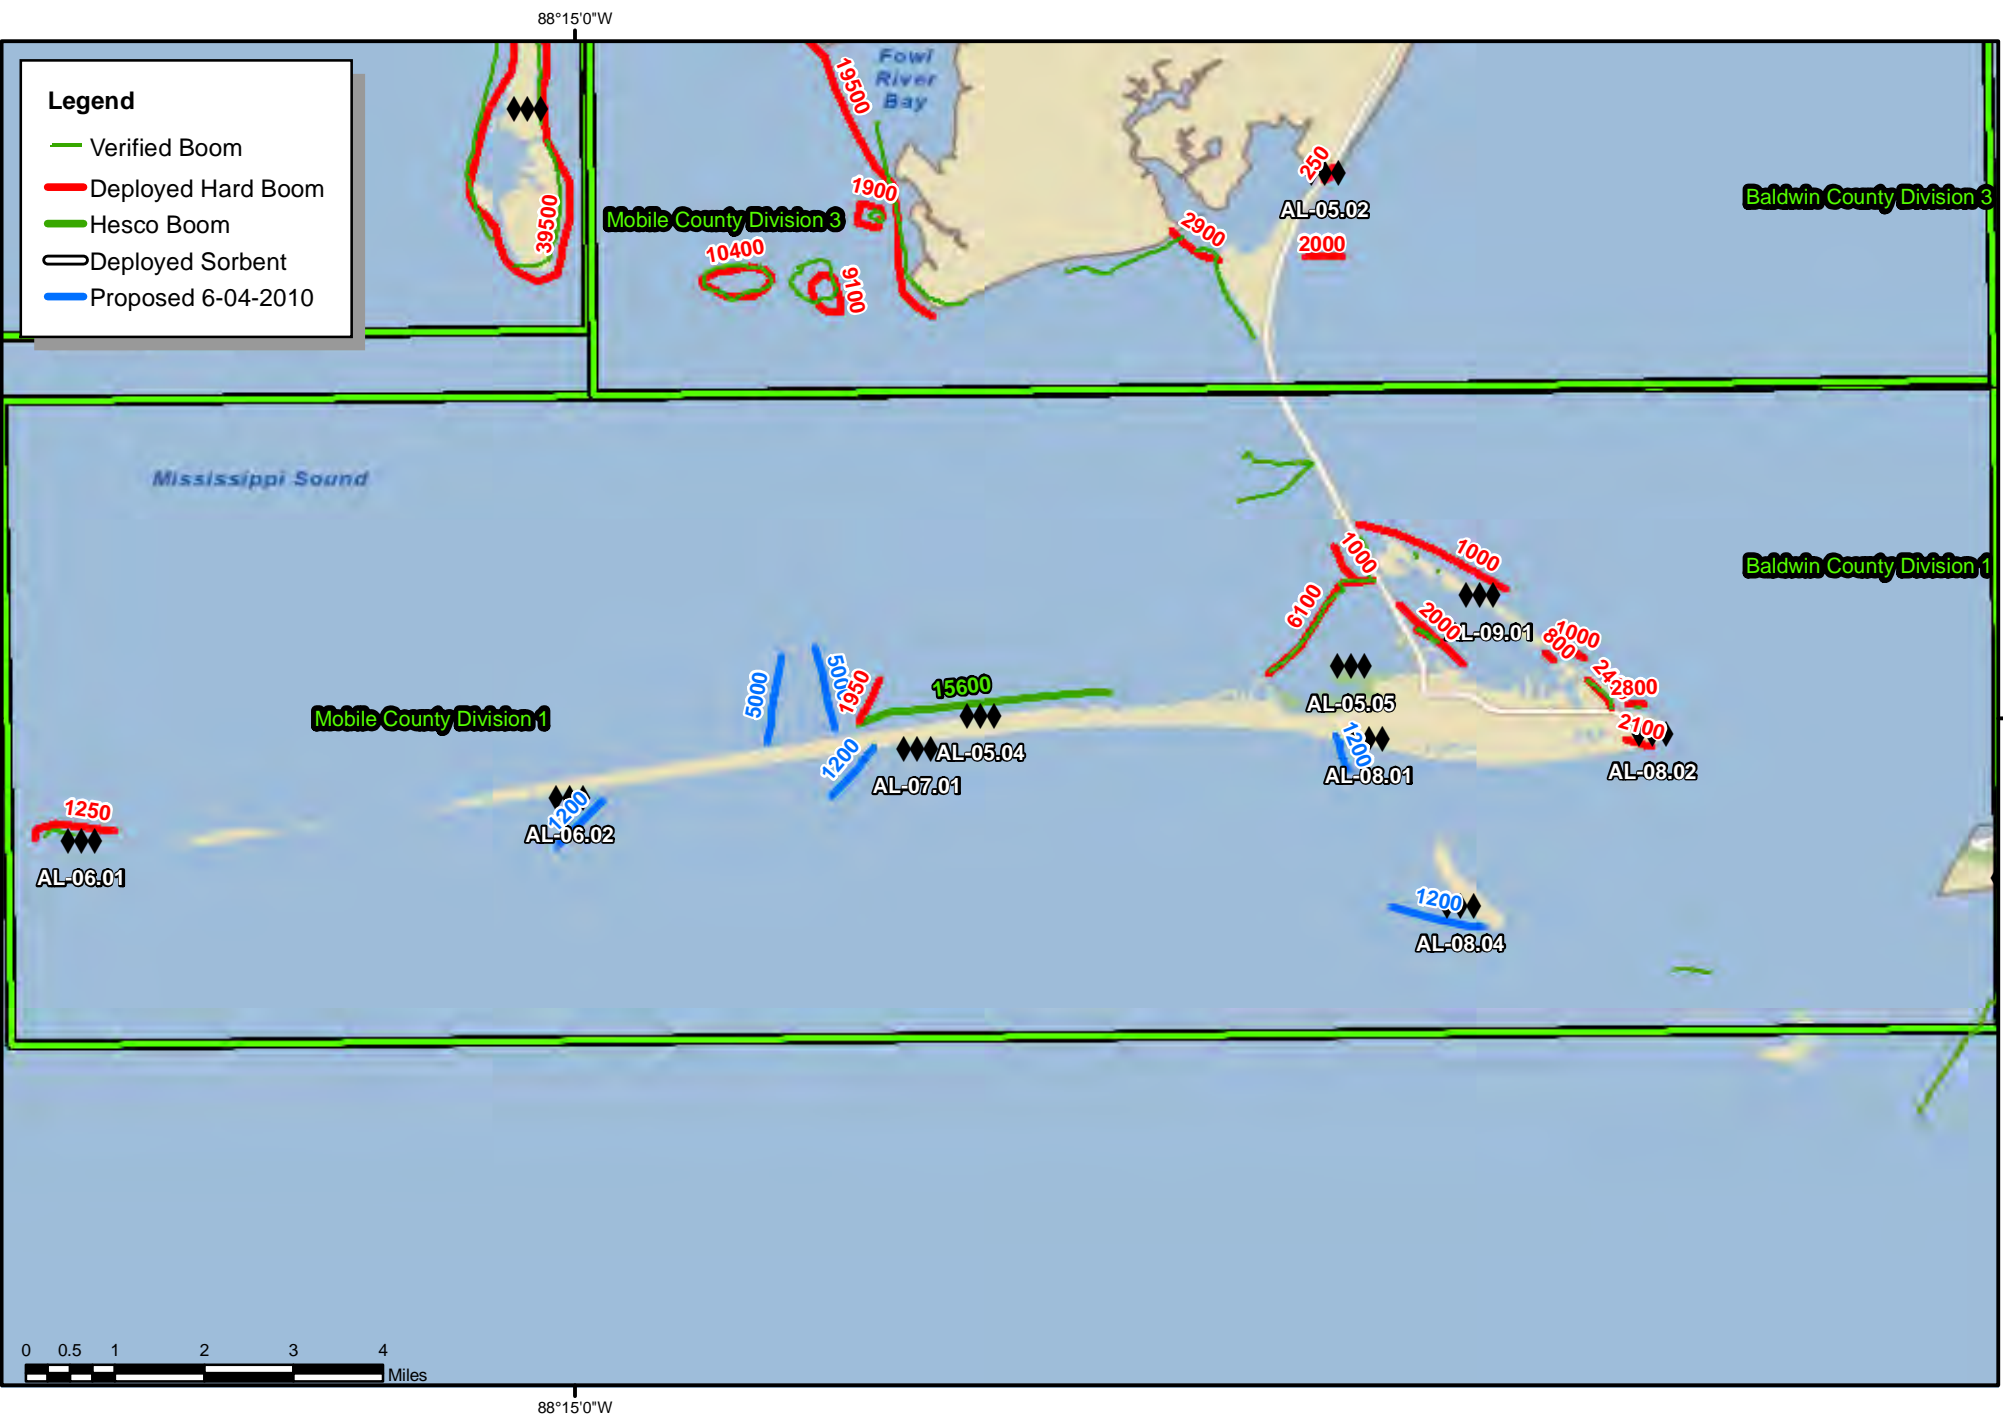 88°15'0"W
Legend
Verified Boom
Deployed Hard Boom
Hesco Boom
Deployed Sorbent
Proposed 6-04-2010
39500
Fowl
River
Bay
19500
1900
Mobile County Division 3
10400
9100
2900
250
AL-05.02
2000
Baldwin County Division 3
Mississippi Sound
1000
1000
6100
2000
AL-09.01
1000
800
2800
2100
AL-08.02
Baldwin County Division 1
5000
5000
1950
15600
AL-05.04
1200
AL-07.01
AL-05.05
1200
AL-08.01
Mobile County Division 1
1200
AL-06.02
1250
AL-06.01
1200
AL-08.04
0 0.5 1 2 3 4
Miles
88°15'0"W